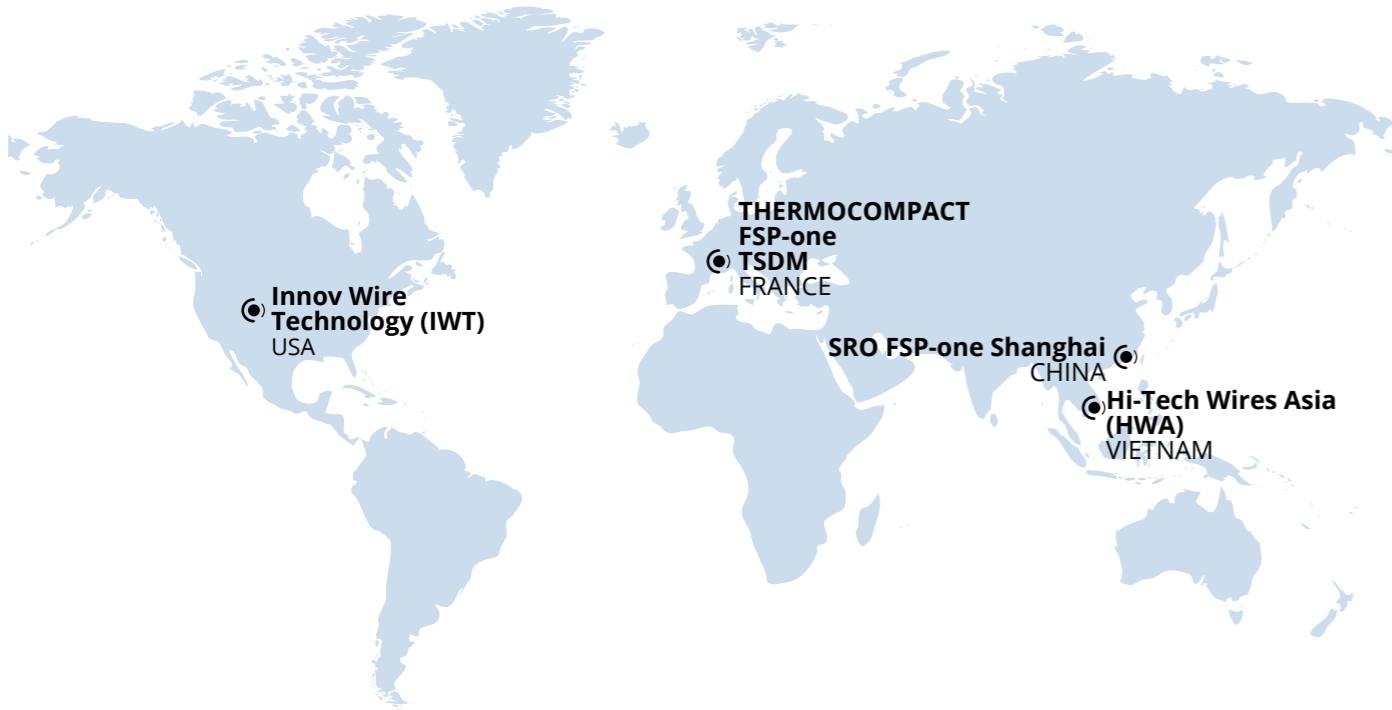 THERMOCOMPACT
FSP-one
TSDM
FRANCE
Innov Wire
Technology (IWT)
USA
SRO FSP-one Shanghai
CHINA
Hi-Tech Wires Asia
(HWA)
VIETNAM